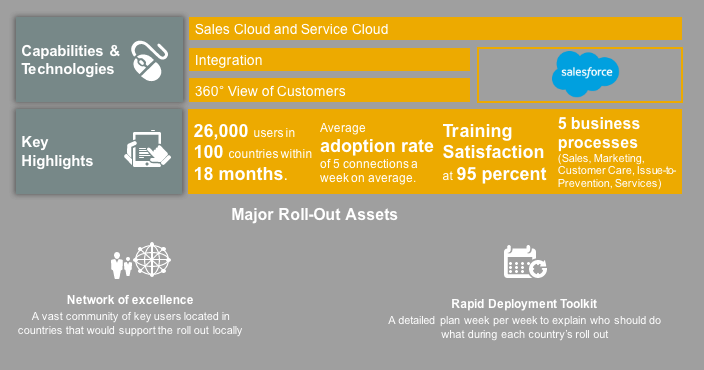 Capabilities &
Technologies
Sales Cloud and Service Cloud
Integration
360° View of Customers
salesforce
Key
Highlights
26,000 users in
100 countries within
18 months.
Average
adoption rate
of 5 connections a
week on average.
Training
Satisfaction
at 95 percent
5 business
processes
(Sales, Marketing,
Customer Care, Issue-to-
Prevention, Services)
Major Roll-Out Assets
Network of excellence
A vast community of key users located in
countries that would support the roll out locally
Rapid Deployment Toolkit
A detailed plan week per week to explain who should do
what during each country's roll out